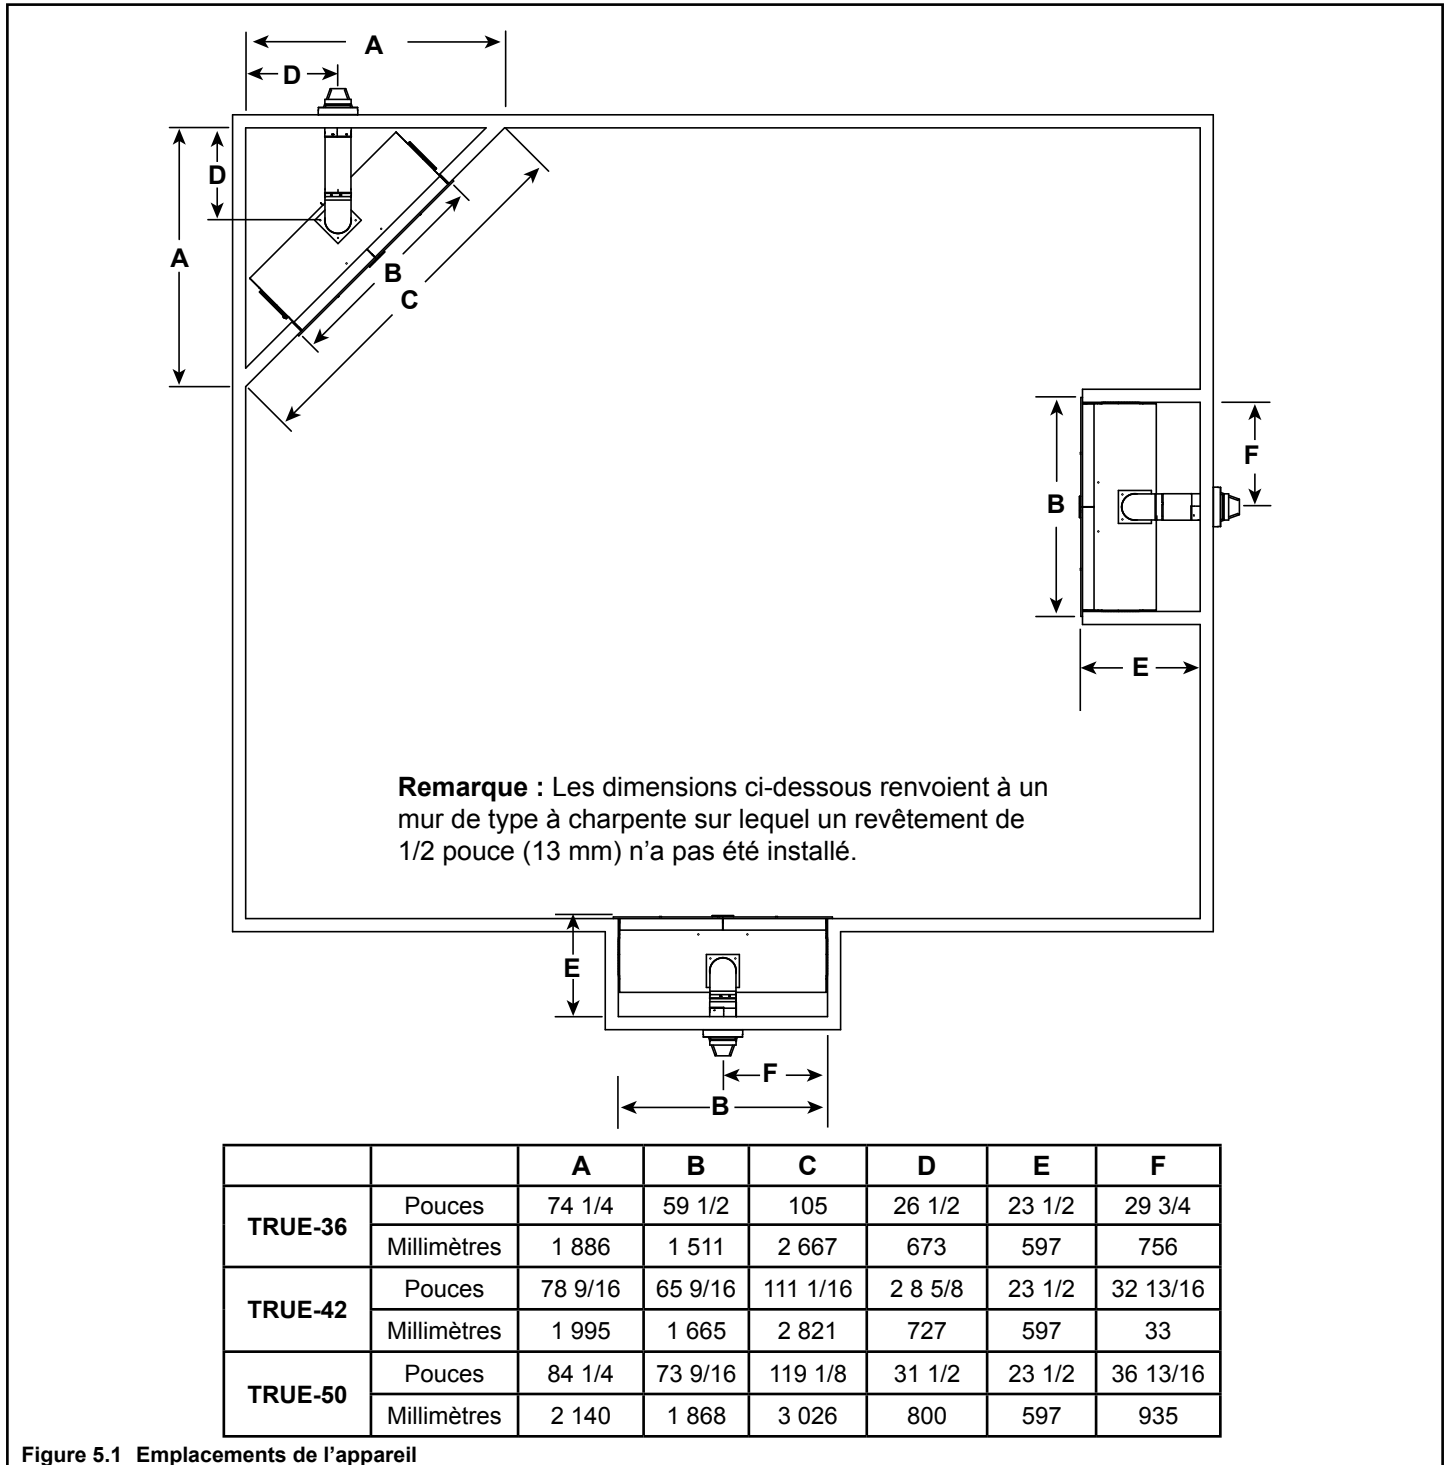 A
D
D
A
B
C
F
B
E
Remarque : Les dimensions ci-dessous renvoient à un
mur de type à charpente sur lequel un revêtement de
1/2 pouce (13 mm) n’a pas été installé.
E
F
B
A B C D E F
TRUE-36
Pouces 74 1/4 59 1/2 105 26 1/2 23 1/2 29 3/4
Millimètres 1 886 1 511 2 667 673 597 756
TRUE-42
Pouces 78 9/16 65 9/16 111 1/16 2 8 5/8 23 1/2 32 13/16
Millimètres 1 995 1 665 2 821 727 597 33
TRUE-50
Pouces 84 1/4 73 9/16 119 1/8 31 1/2 23 1/2 36 13/16
Millimètres 2 140 1 868 3 026 800 597 935
Figure 5.1 Emplacements de l’appareil